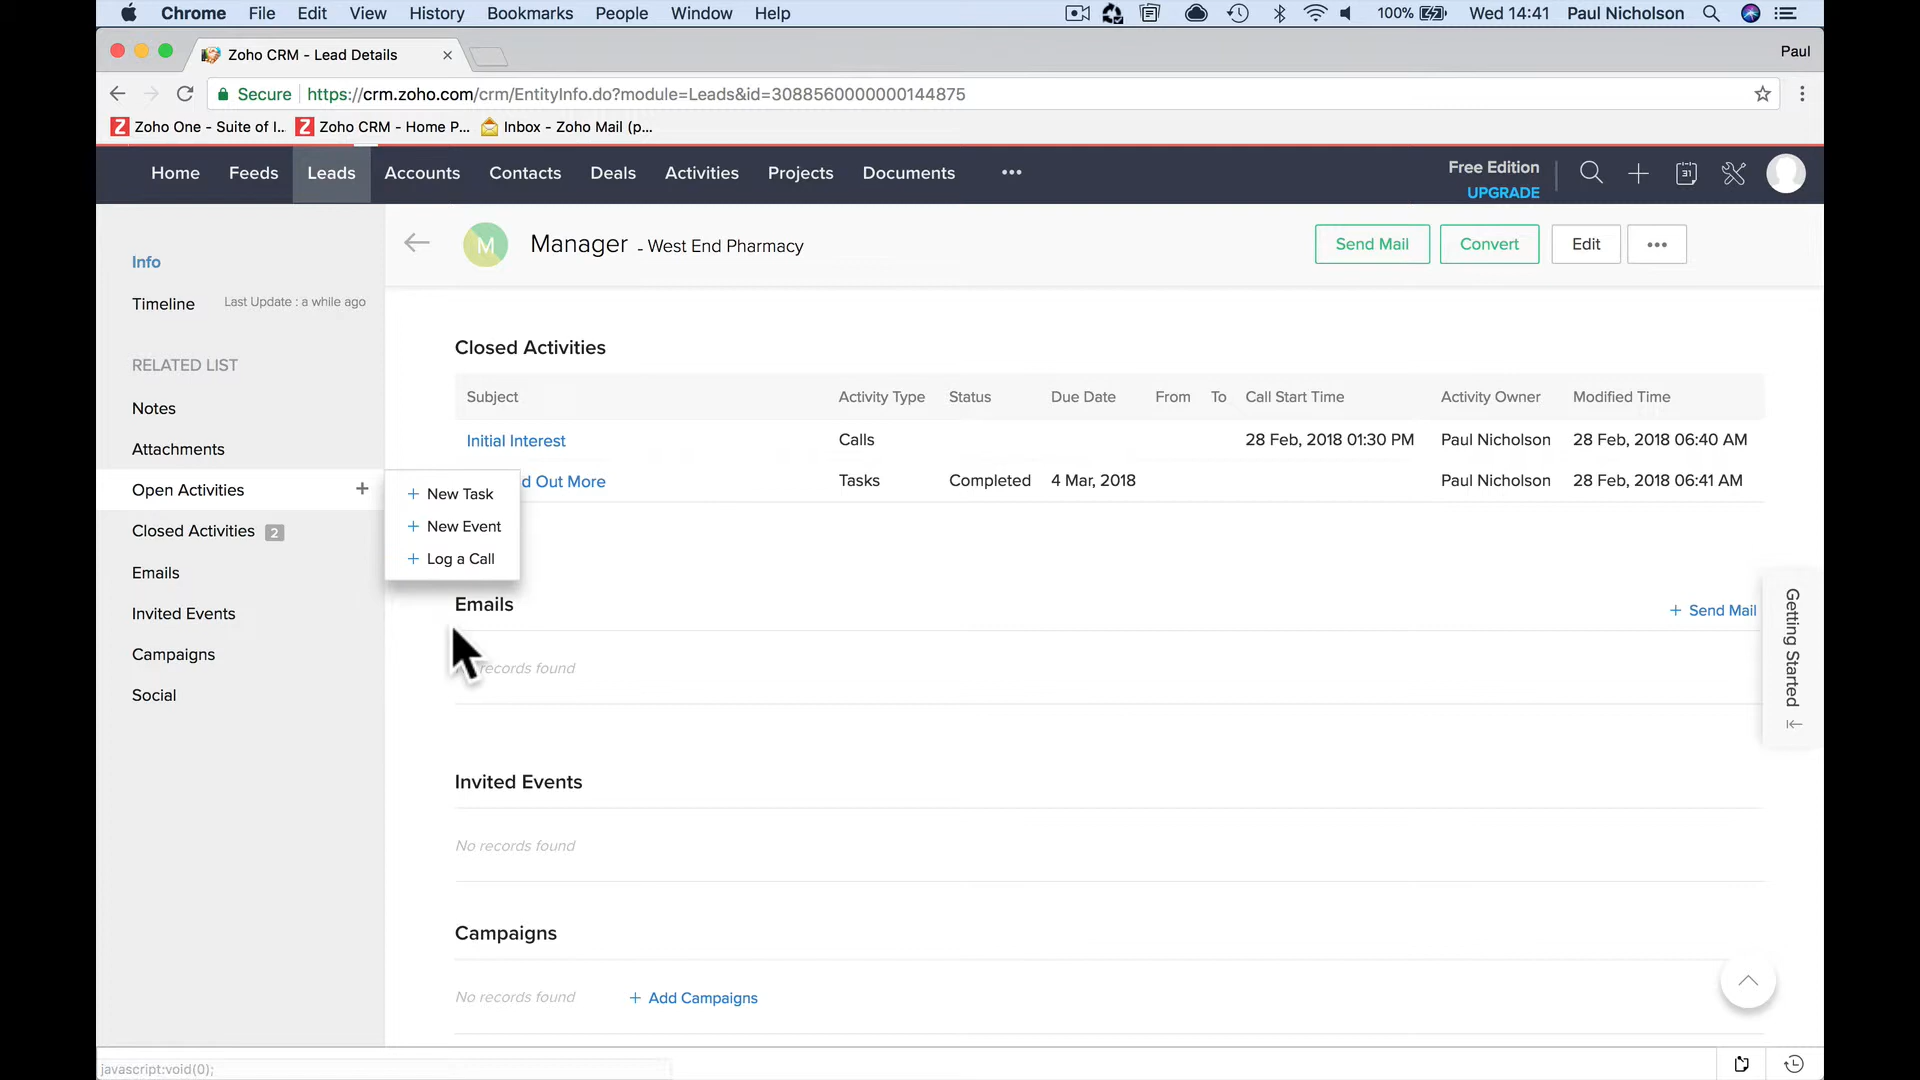 Chrome File Edit View History Bookmarks People Window Help 100% Wed 14:41 Paul Nicholson
Zoho CRM - Lead Details Paul
Secure https://crm.zoho.com/crm/EntityInfo.do?module=Leads&id=3088560000000144875
Zoho One - Suite of I... Zoho CRM - Home P... Inbox - Zoho Mail (p...
Home Feeds Leads Accounts Contacts Deals Activities Projects Documents ••• Free Edition
UPGRADE
31
M Manager - West End Pharmacy Send Mail Convert Edit •••
Info
Timeline Last Update : a while ago
RELATED LIST
Notes
Attachments
Open Activities +
Closed Activities 2
Emails
Invited Events
Campaigns
Social
+ New Task
+ New Event
+ Log a Call
Closed Activities
Subject Activity Type Status Due Date From To Call Start Time Activity Owner Modified Time
Initial Interest Calls 28 Feb, 2018 01:30 PM Paul Nicholson 28 Feb, 2018 06:40 AM
d Out More Tasks Completed 4 Mar, 2018 Paul Nicholson 28 Feb, 2018 06:41 AM
Emails + Send Mail
records found
Invited Events
No records found
Campaigns
No records found + Add Campaigns
Getting Started
javascript:void(0);